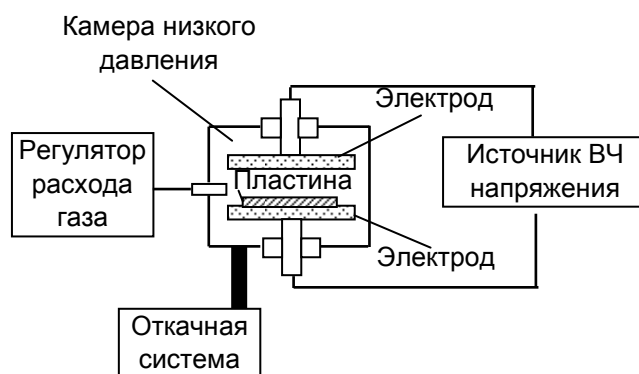 Камера низкого
давления
Электрод
Регулятор
расхода
газа
Пластина
Источник ВЧ
напряжения
Электрод
Откачная
система